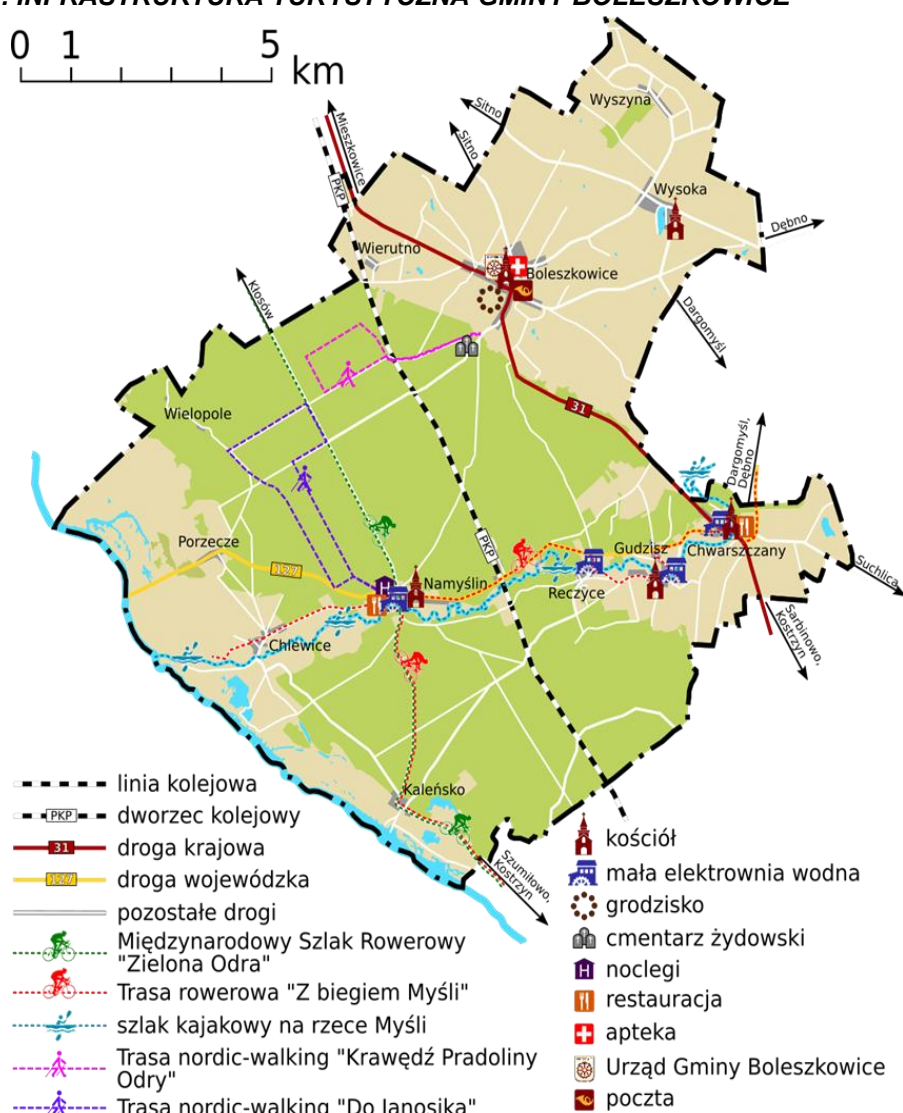 . INFRASTRUKTURA TURYSTYCZNA GMINY BOLESZKOWICE
0 1 5
km
Wyszyna
Sitno
Sitno
Mieszkowice
PKP
Wysoka
Dębno
Wierutno
Boleszkowice
Kłosów
Dargomyśl
31
Wielopole
Dargomyśl,
Dębno
Porzecze
127
PKP
Gudzisz
Chwarszczany
Namyślin
Reczyce
Suchlica
Sarbinowo,
Kostrzyn
Chlewice
Kaleńsko
Szumiłowo,
Kostrzyn
linia kolejowa
PKP dworzec kolejowy
31 droga krajowa
127 droga wojewódzka
pozostałe drogi
Międzynarodowy Szlak Rowerowy
"Zielona Odra"
Trasa rowerowa "Z biegiem Myśli"
szlak kajakowy na rzece Myśli
Trasa nordic-walking "Krawędź Pradoliny
Odry"
Trasa nordic-walking "Do Janosika"
kościół
mała elektrownia wodna
grodzisko
cmentarz żydowski
H noclegi
restauracja
apteka
Urząd Gminy Boleszkowice
poczta